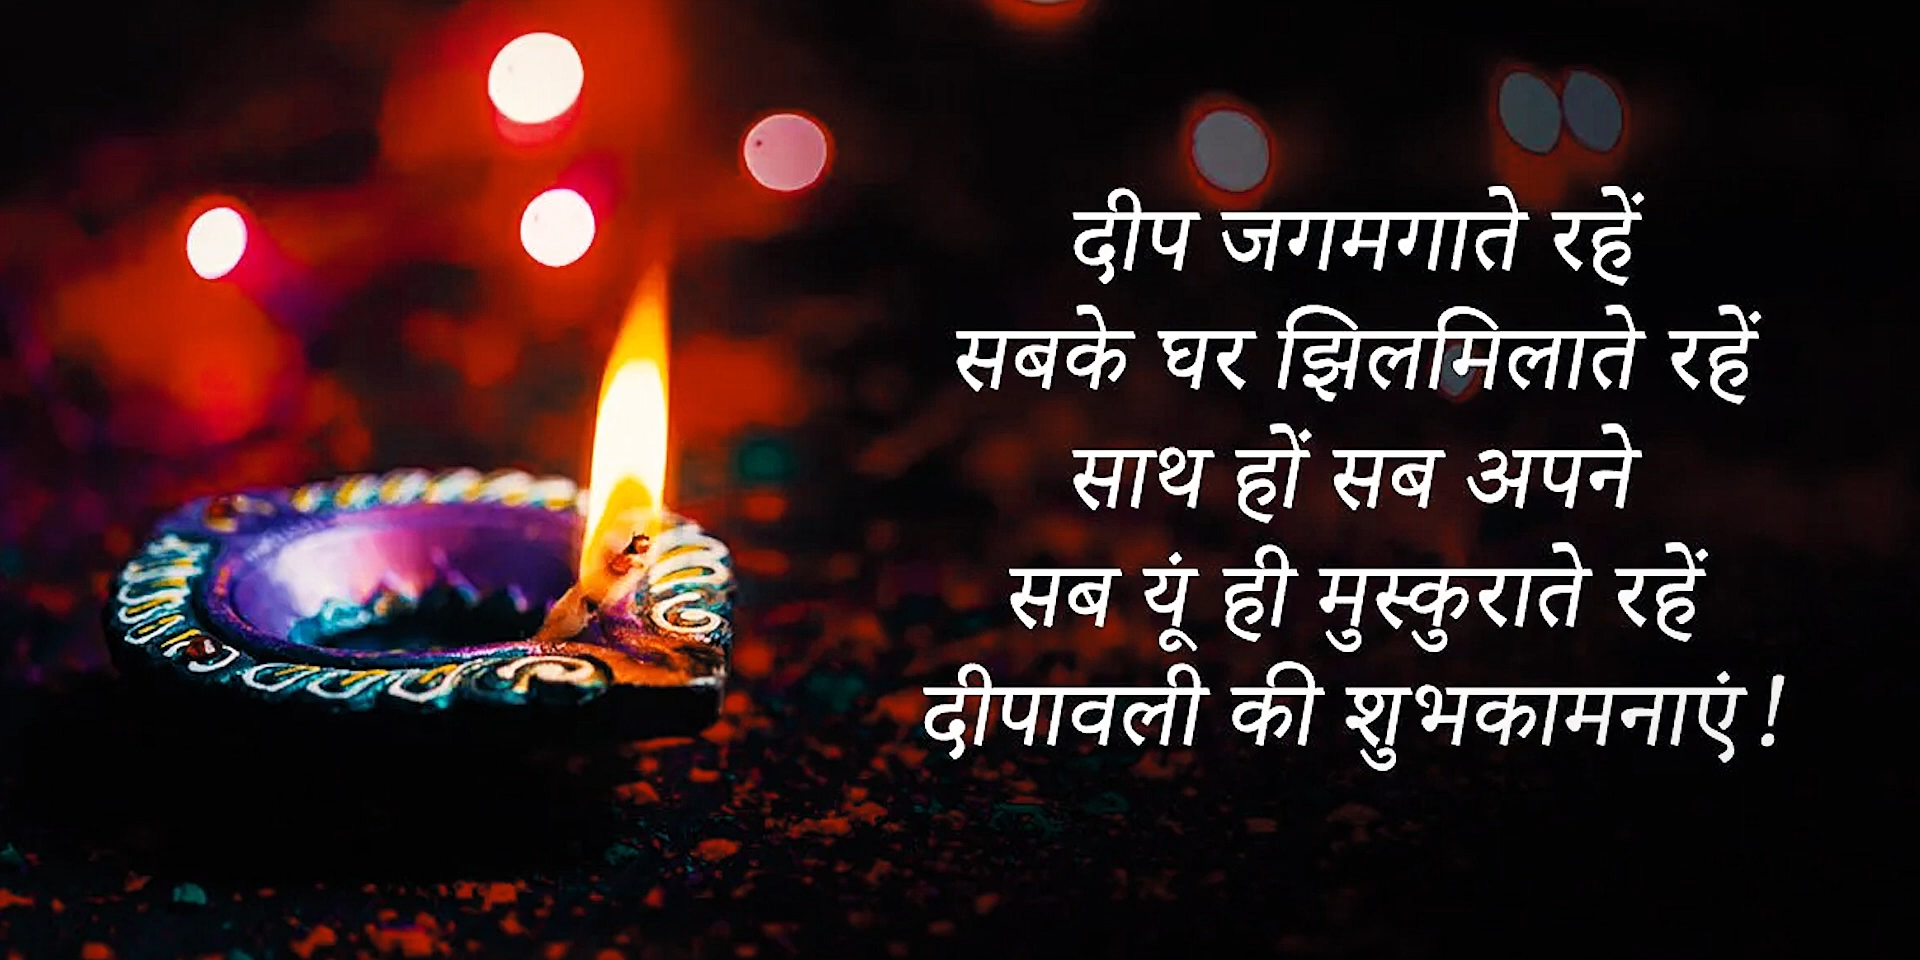 दीप जगमगाते रहें
सबके घर झिलमिलाते रहें
साथ हों सब अपने
सब यूं ही मुस्कुराते रहें
दीपावली की शुभकामनाएं!